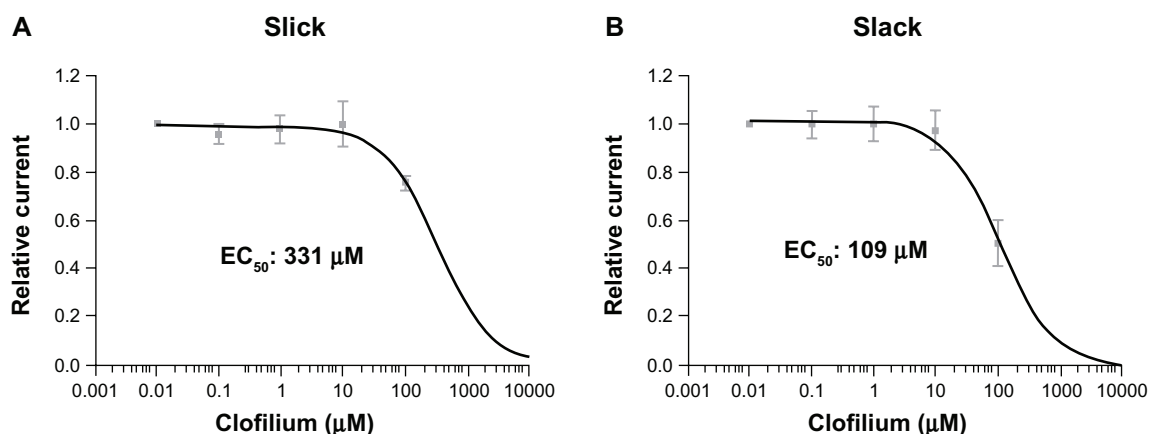 A
Slick
1.2
1.0
0.8
0.6
0.4
0.2
0.0
Relative current
EC50: 331 μM
0.001 0.01 0.1 1 10 100 1000 10000
Clofilium (μM)
B
Slack
1.2
1.0
0.8
0.6
0.4
0.2
0.0
Relative current
EC50: 109 μM
0.001 0.01 0.1 1 10 100 1000 10000
Clofilium (μM)